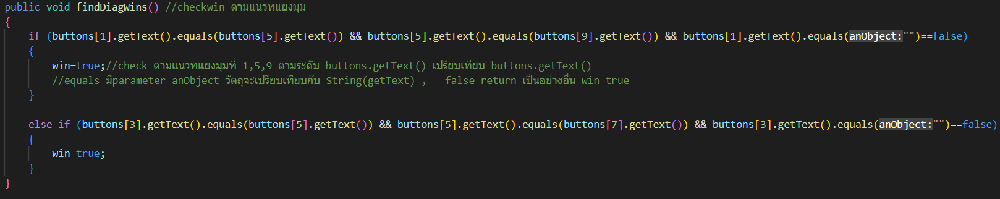 public void findDiagWins() //checkwin ตามแนวทแยงมุม
{
if (buttons[1].getText().equals(buttons[5].getText()) && buttons[5].getText().equals(buttons[9].getText()) && buttons[1].getText().equals(anObject:"")==false)
{
win=true;//check ตามแนวทแยงมุมที่ 1,5,9 ตามระดับ buttons.getText() เปรียบเทียบ buttons.getText()
//equals มีparameter anObject วัตถุจะเปรียบเทียบกับ String(getText) ,== false return เป็นอย่างอื่น win=true
}
else if (buttons[3].getText().equals(buttons[5].getText()) && buttons[5].getText().equals(buttons[7].getText()) && buttons[3].getText().equals(anObject:"")==false)
{
win=true;
}
}